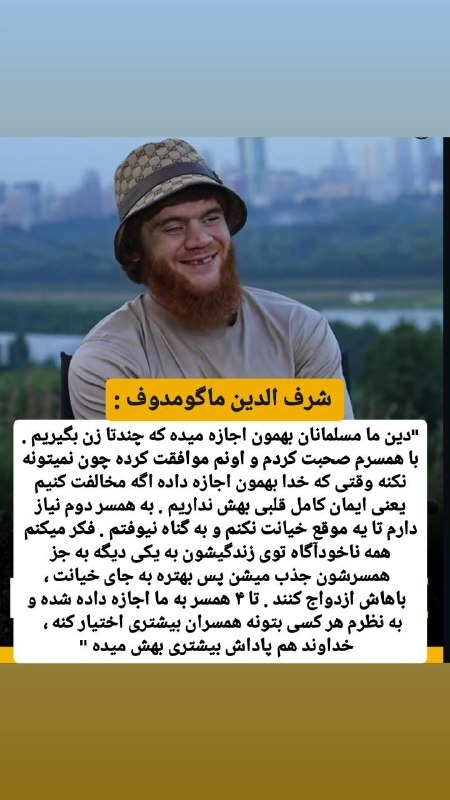 شرف الدین ماگومدوف :
"دین ما مسلمانان بهمون اجازه میده که چندتا زن بگیریم .
با همسرم صحبت کردم و اونم موافقت کرده چون نمیتونه
نکنه وقتی که خدا بهمون اجازه داده اگه مخالفت کنیم
یعنی ایمان کامل قلبی بهش نداریم . به همسر دوم نیاز
دارم تا یه موقع خیانت نکنم و به گناه نیوفتم . فکر میکنم
همه ناخودآگاه توی زندگیشون به یکی دیگه به جز
همسرشون جذب میشن پس بهتره به جای خیانت ،
باهاش ازدواج کنند . تا ۴ همسر به ما اجازه داده شده و
به نظرم هر کسی بتونه همسران بیشتری اختیار کنه ،
خداوند هم پاداش بیشتری بهش میده "